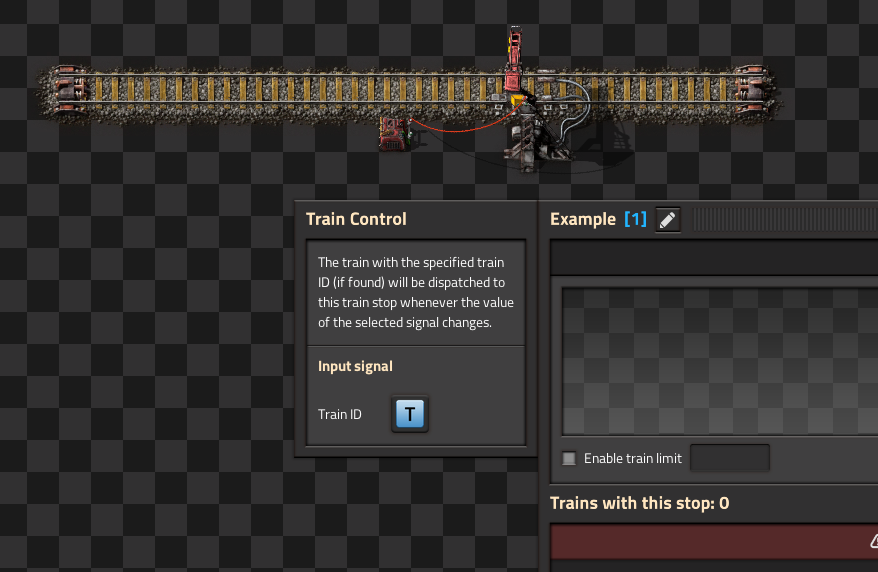 Train Control
The train with the specified train
ID (if found) will be dispatched to
this train stop whenever the value
of the selected signal changes.
Input signal
Train ID
T
Example [1]
Enable train limit
Trains with this stop: 0